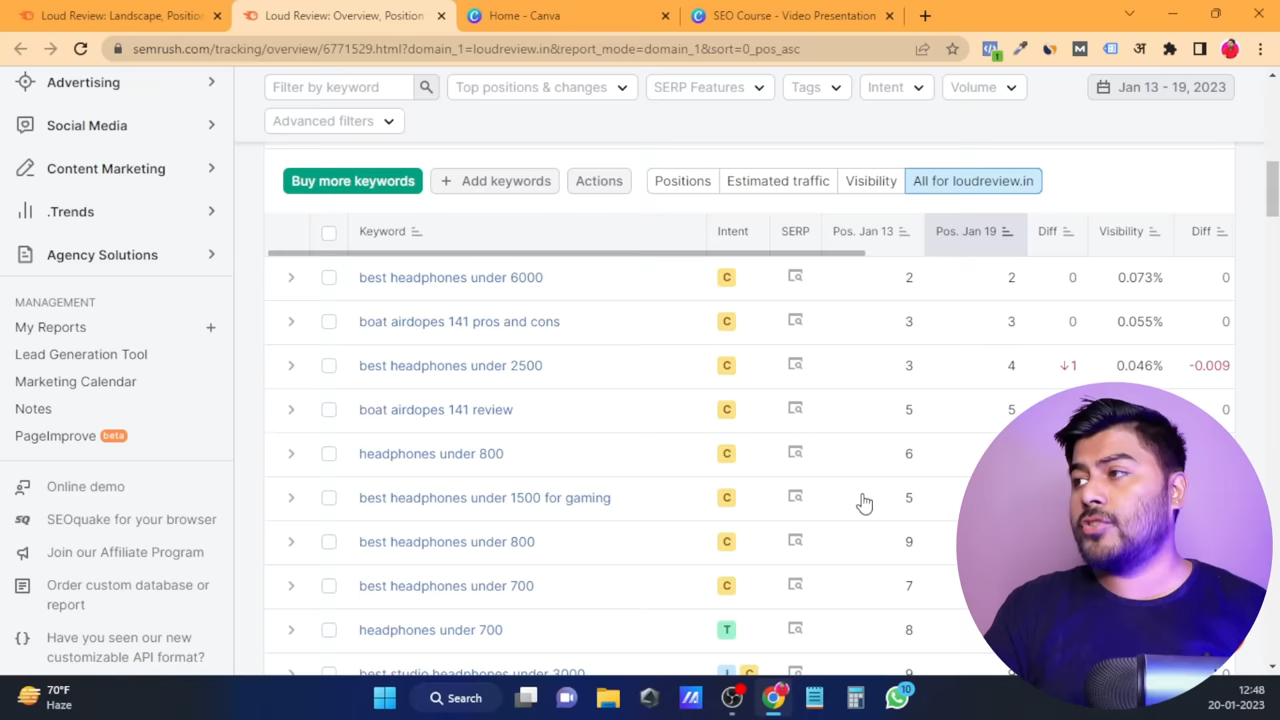 Loud Review: Landscape, Positio
Loud Review: Overview, Position
Home - Canva
SEO Course - Video Presentation
semrush.com/tracking/overview/6771529.html?domain_1=loudreview.in&report_mode=domain_1&sort=0_pos_asc
Advertising
Social Media
Content Marketing
.Trends
Agency Solutions
MANAGEMENT
My Reports
Lead Generation Tool
Marketing Calendar
Notes
PageImprove beta
Online demo
SEOquake for your browser
Join our Affiliate Program
Order custom database or
report
Have you seen our new
customizable API format?
Filter by keyword
Top positions & changes
SERP Features
Tags
Intent
Volume
Jan 13 - 19, 2023
Advanced filters
Buy more keywords
+ Add keywords
Actions
Positions
Estimated traffic
Visibility
All for loudreview.in
Keyword Intent SERP Pos. Jan 13 Pos. Jan 19 Diff Visibility Diff
best headphones under 6000 C 2 2 0 0.073% 0
boat airdopes 141 pros and cons C 3 3 0 0.055% 0
best headphones under 2500 C 3 4 ↓1 0.046% -0.009
boat airdopes 141 review C 5 5 0
headphones under 800 C 6
best headphones under 1500 for gaming C 5
best headphones under 800 C 9
best headphones under 700 C 7
headphones under 700 T 8
best studio headphones under 3000 I C 9
70°F
Haze
Search
10
12:48
20-01-2023